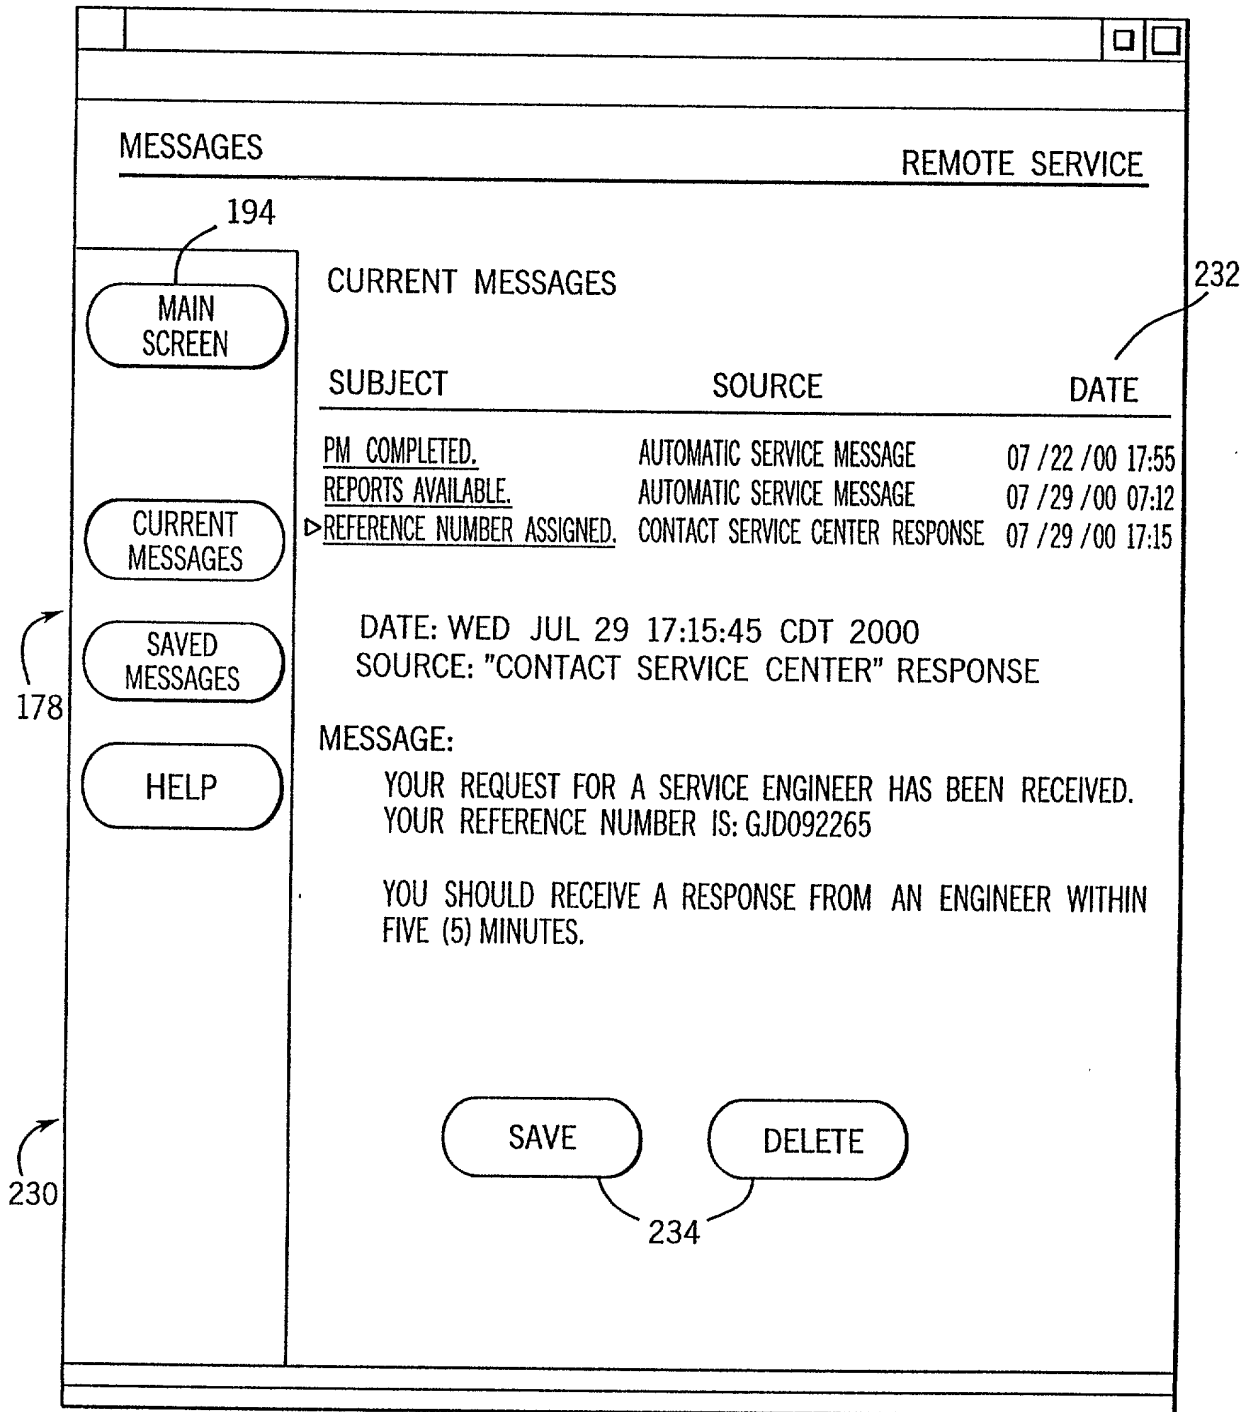 MESSAGES
REMOTE SERVICE
194
232
MAIN
SCREEN
CURRENT MESSAGES
SUBJECT SOURCE DATE
PM COMPLETED. AUTOMATIC SERVICE MESSAGE 07 /22 /00 17:55
REPORTS AVAILABLE. AUTOMATIC SERVICE MESSAGE 07 /29 /00 07:12
REFERENCE NUMBER ASSIGNED. CONTACT SERVICE CENTER RESPONSE 07 /29 /00 17:15
CURRENT
MESSAGES
SAVED
MESSAGES
HELP
178
DATE: WED JUL 29 17:15:45 CDT 2000
SOURCE: "CONTACT SERVICE CENTER" RESPONSE
MESSAGE:
YOUR REQUEST FOR A SERVICE ENGINEER HAS BEEN RECEIVED.
YOUR REFERENCE NUMBER IS: GJD092265
YOU SHOULD RECEIVE A RESPONSE FROM AN ENGINEER WITHIN
FIVE (5) MINUTES.
SAVE DELETE
230
234